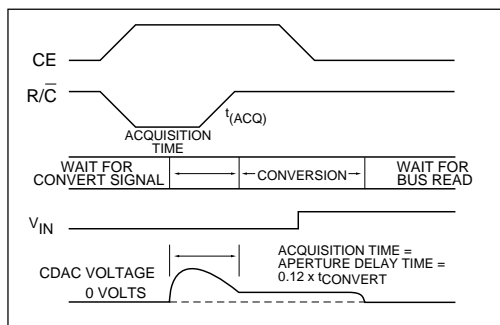 CE
R/C̅
t(ACQ)
ACQUISITION
TIME
WAIT FOR
CONVERT SIGNAL
CONVERSION
WAIT FOR
BUS READ
VIN
CDAC VOLTAGE
0 VOLTS
ACQUISITION TIME =
APERTURE DELAY TIME =
0.12 x tCONVERT